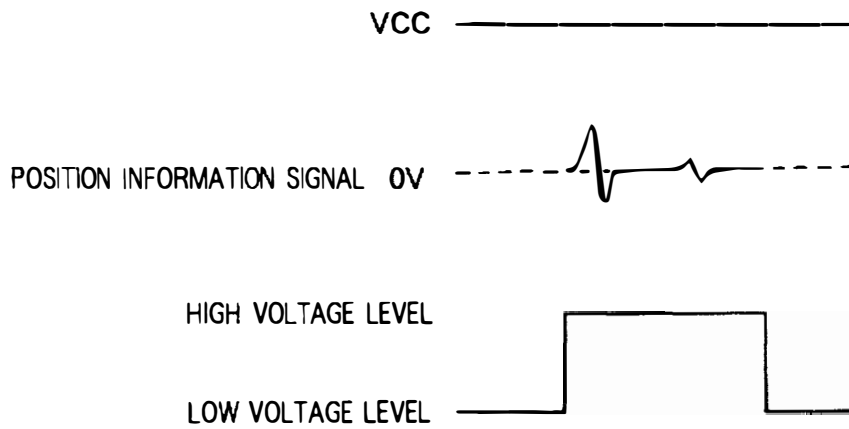 VCC
POSITION INFORMATION SIGNAL 0V
HIGH VOLTAGE LEVEL
LOW VOLTAGE LEVEL